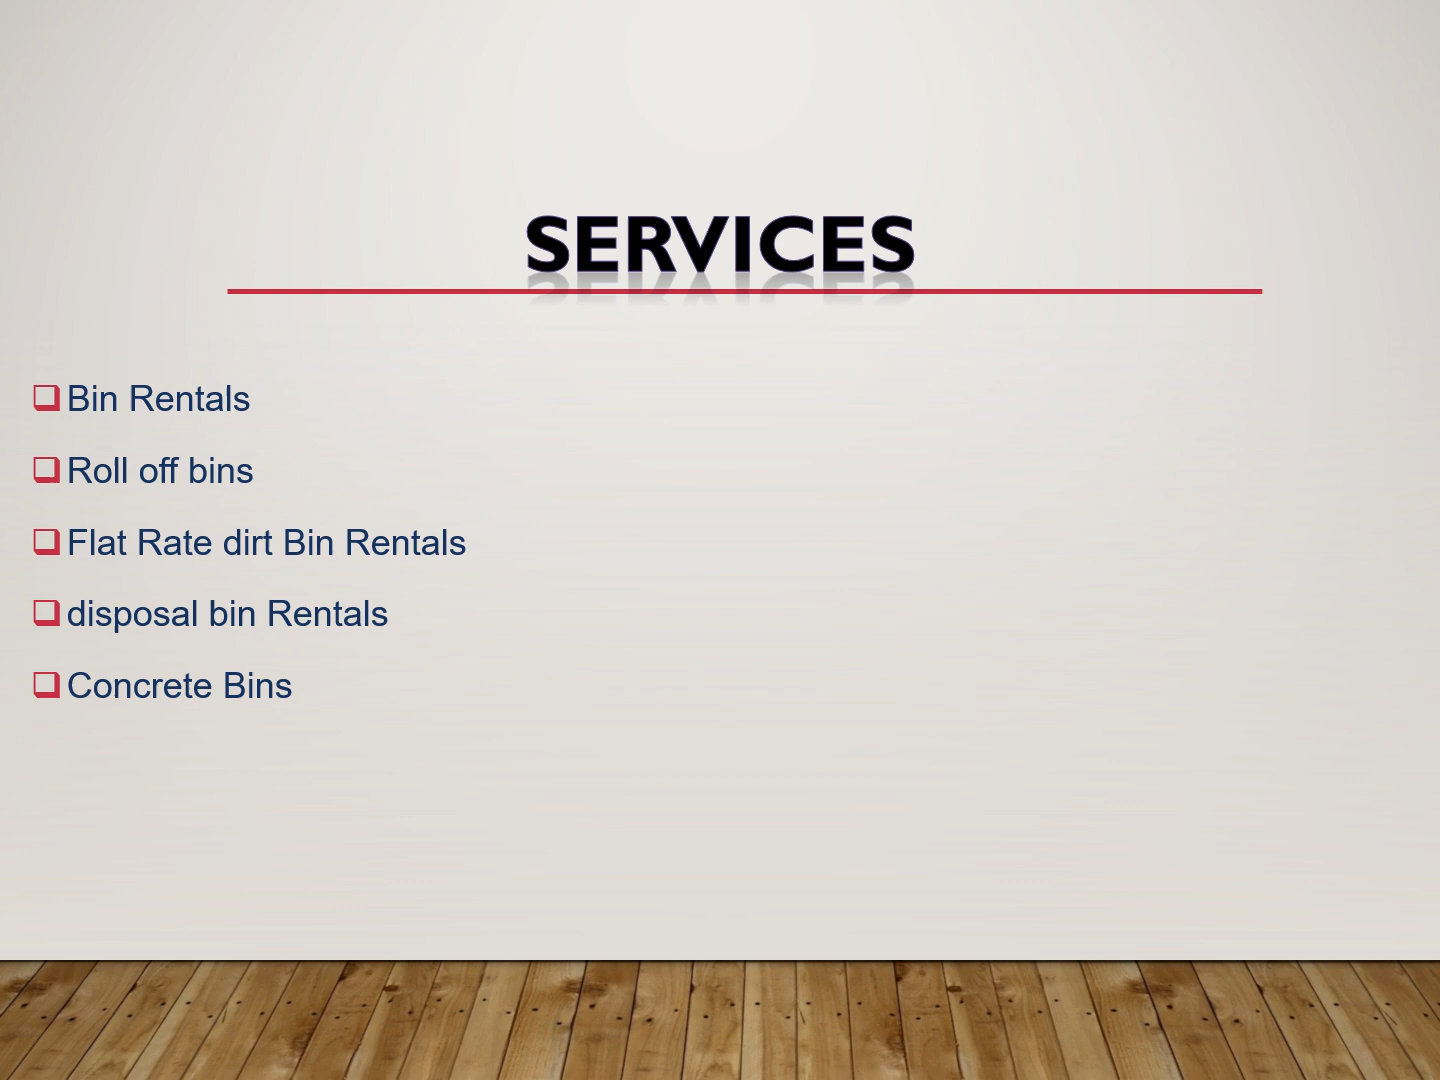 SERVICES
Bin Rentals
Roll off bins
Flat Rate dirt Bin Rentals
disposal bin Rentals
Concrete Bins